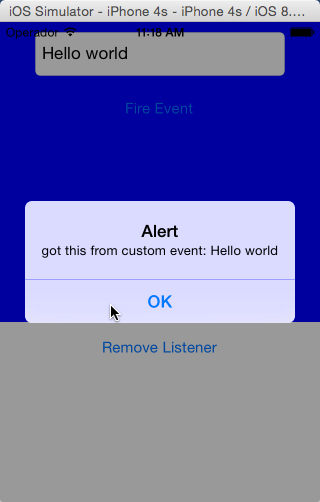 iOS Simulator - iPhone 4s - iPhone 4s / iOS 8....
Operador 11:18 AM
Hello world
Fire Event
Alert
got this from custom event: Hello world
OK
Remove Listener